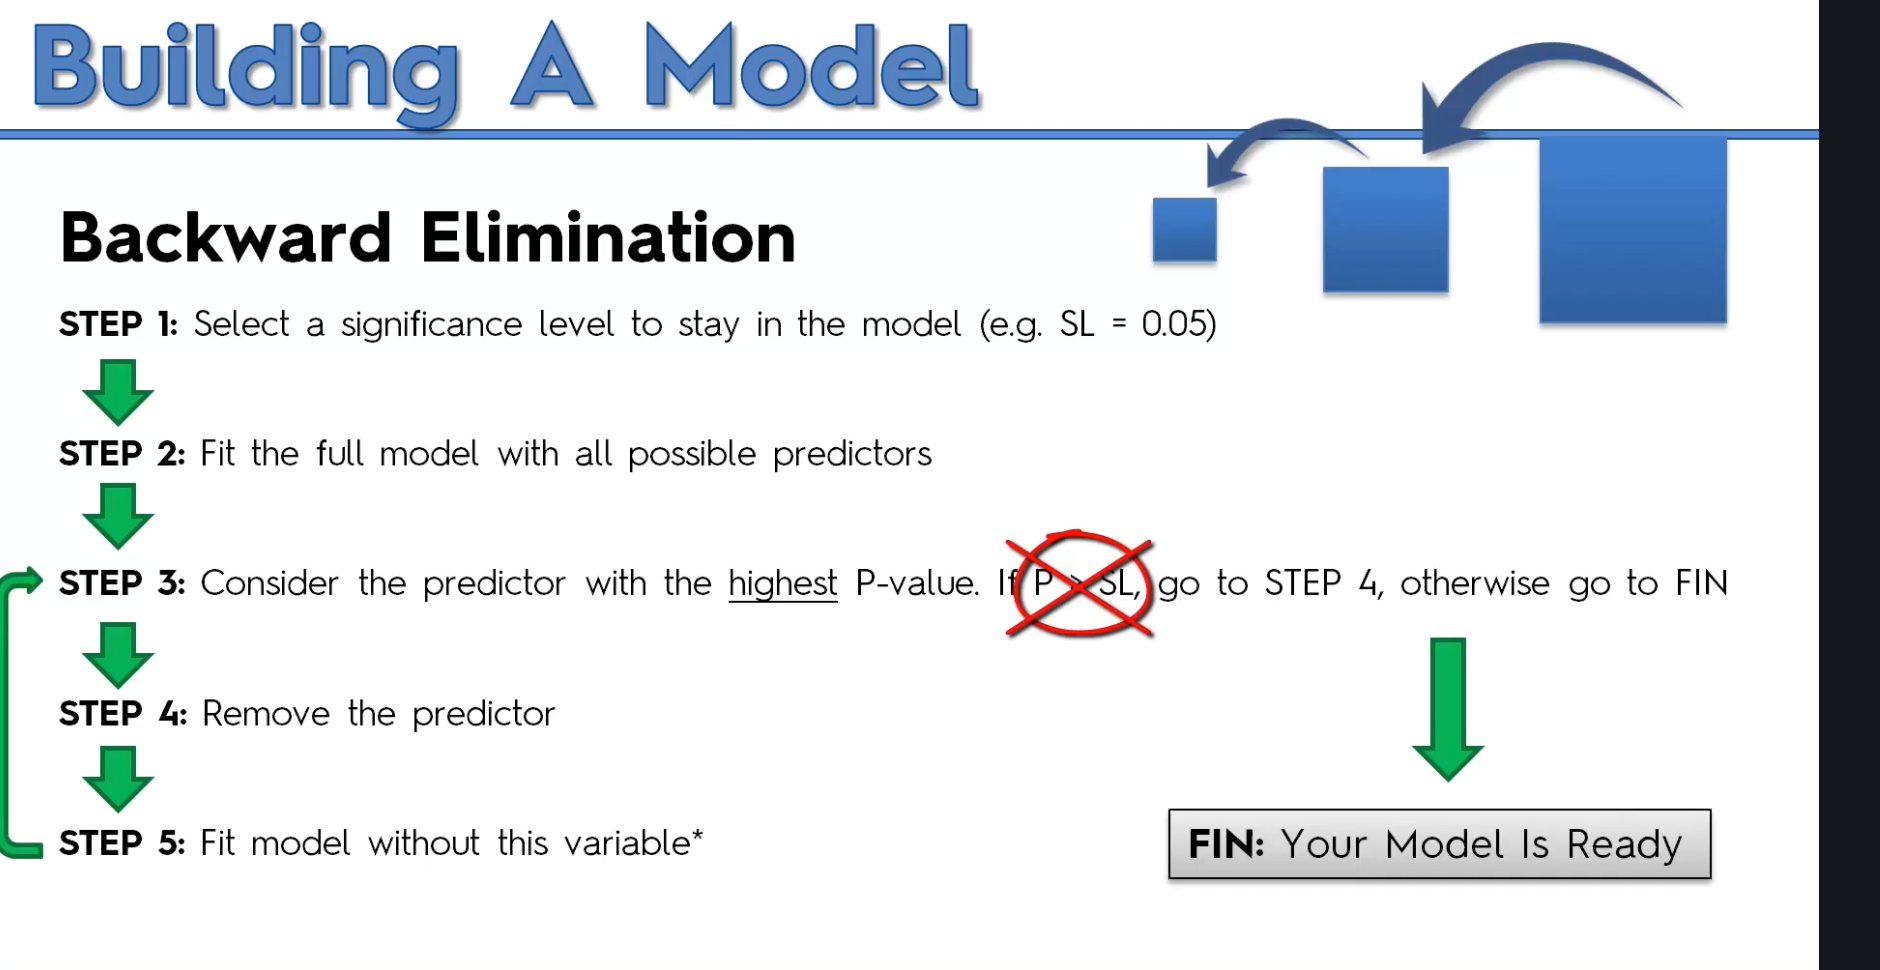 Building A Model
Backward Elimination
STEP 1: Select a significance level to stay in the model (e.g. SL = 0.05)
STEP 2: Fit the full model with all possible predictors
STEP 3: Consider the predictor with the highest P-value. If P > SL, go to STEP 4, otherwise go to FIN
STEP 4: Remove the predictor
STEP 5: Fit model without this variable*
FIN: Your Model Is Ready